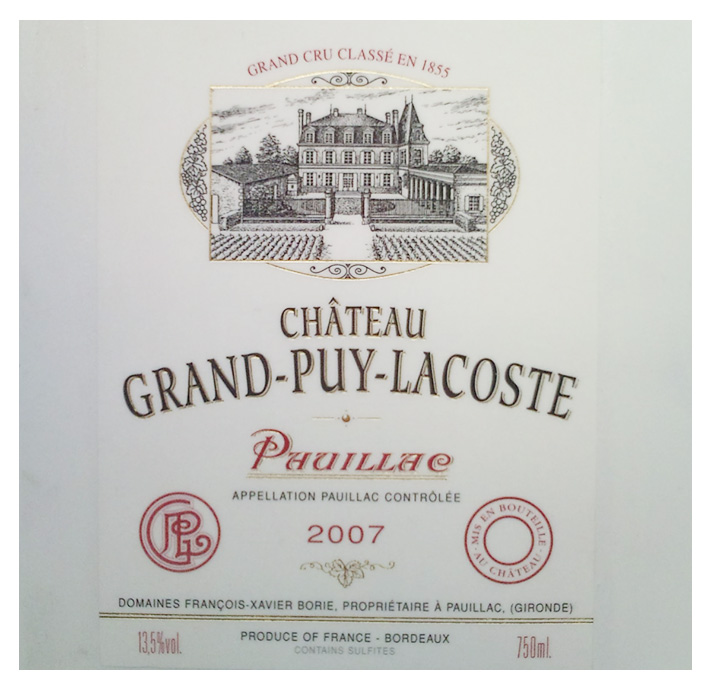 GRAND CRU CLASSÉ EN 1855
CHÂTEAU
GRAND-PUY-LACOSTE
PAUILLAC
APPELLATION PAUILLAC CONTRÔLÉE
GPL
2007
MIS EN BOUTEILLE
· AU CHÂTEAU ·
DOMAINES FRANÇOIS-XAVIER BORIE, PROPRIÉTAIRE À PAUILLAC, (GIRONDE)
13,5%vol.
PRODUCE OF FRANCE - BORDEAUX
750ml.
CONTAINS SULFITES